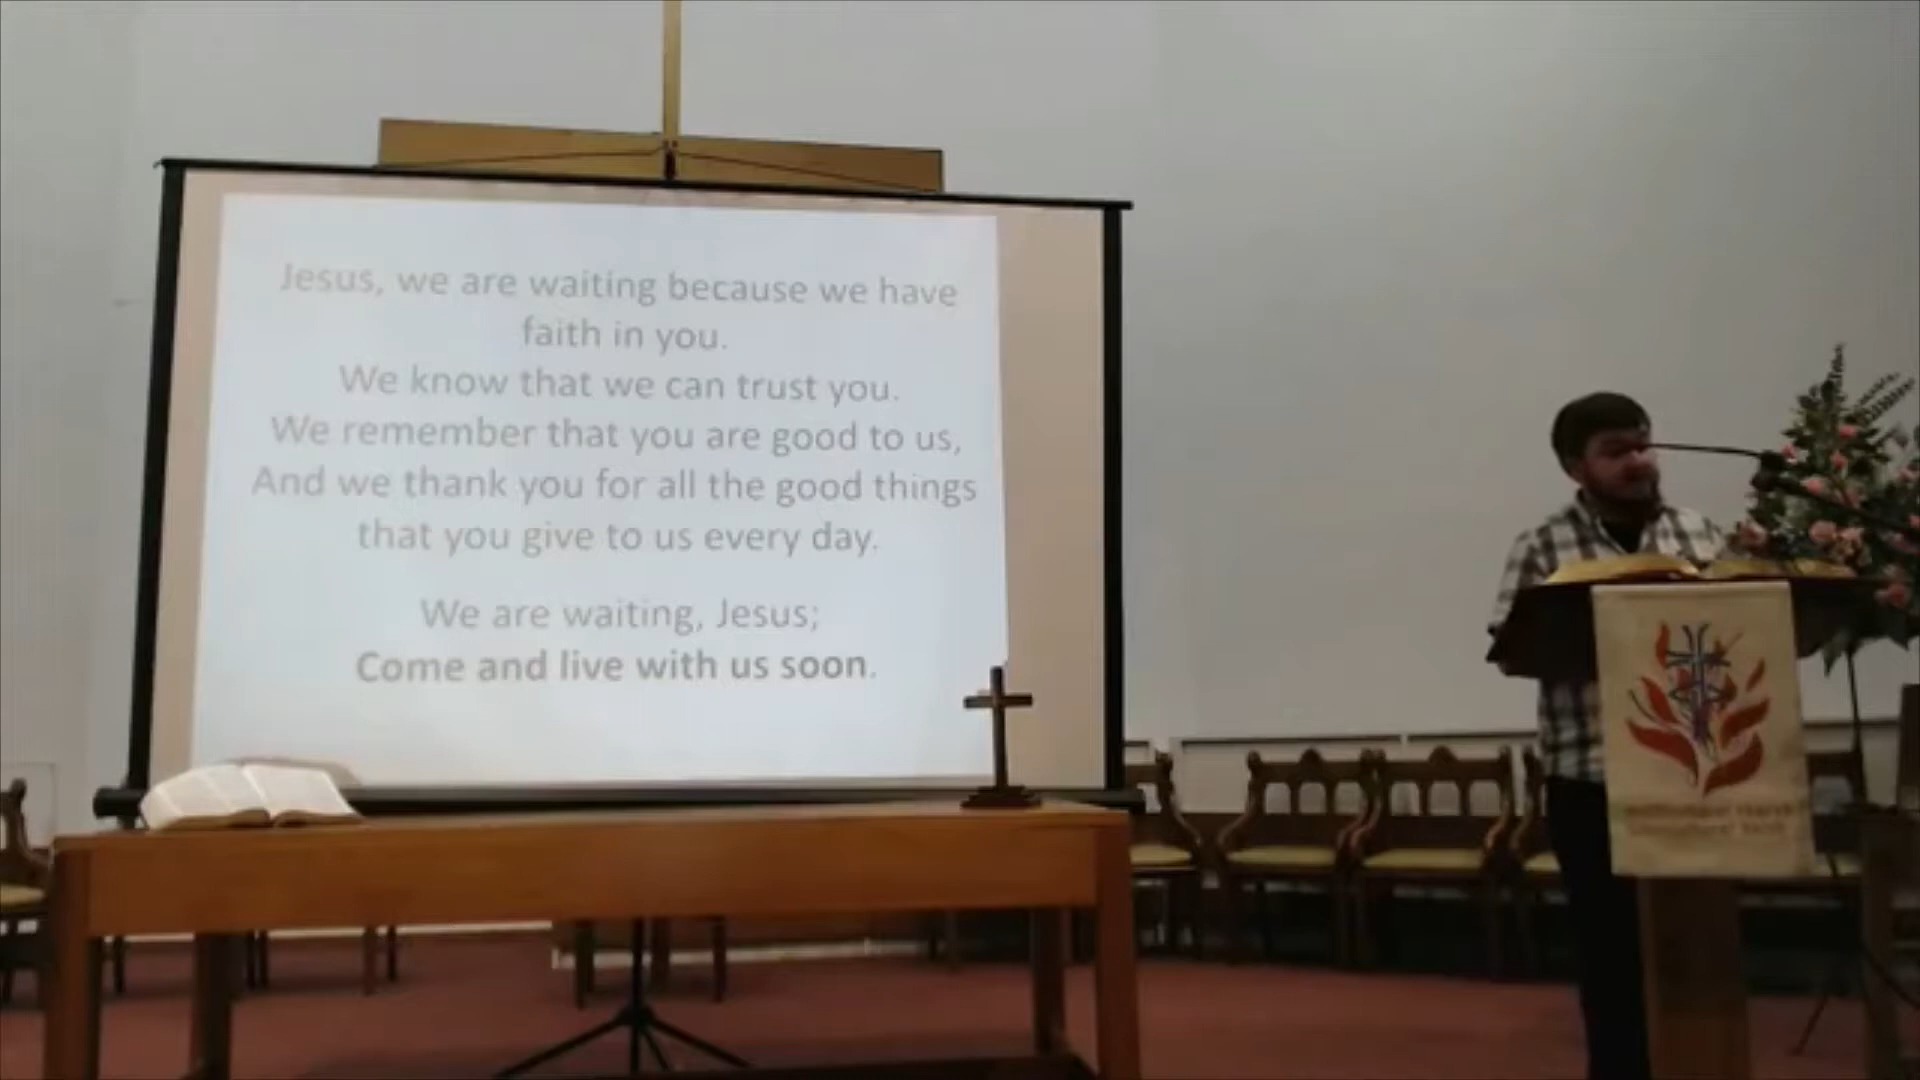 Jesus, we are waiting because we have
faith in you.
We know that we can trust you.
We remember that you are good to us,
And we thank you for all the good things
that you give to us every day.
We are waiting, Jesus;
Come and live with us soon.